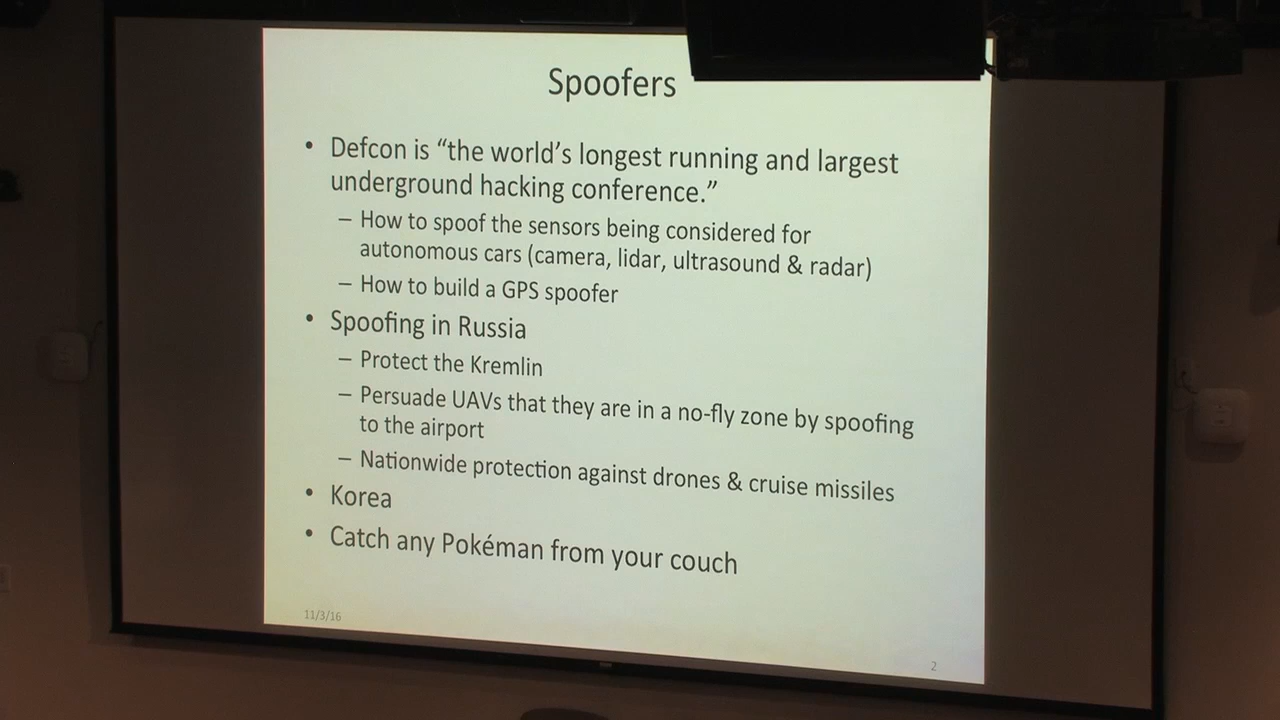 Spoofers
• Defcon is “the world’s longest running and largest
underground hacking conference.”
– How to spoof the sensors being considered for
autonomous cars (camera, lidar, ultrasound & radar)
– How to build a GPS spoofer
• Spoofing in Russia
– Protect the Kremlin
– Persuade UAVs that they are in a no-fly zone by spoofing
to the airport
– Nationwide protection against drones & cruise missiles
• Korea
• Catch any Pokéman from your couch
11/3/16
2